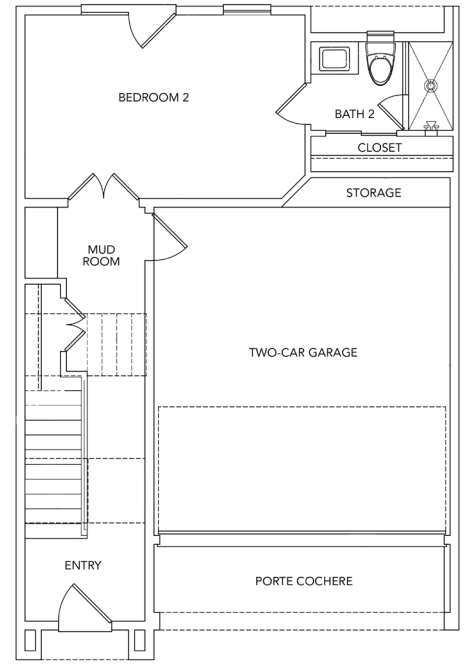 BEDROOM 2
BATH 2
CLOSET
STORAGE
MUD
ROOM
TWO-CAR GARAGE
ENTRY
PORTE COCHERE